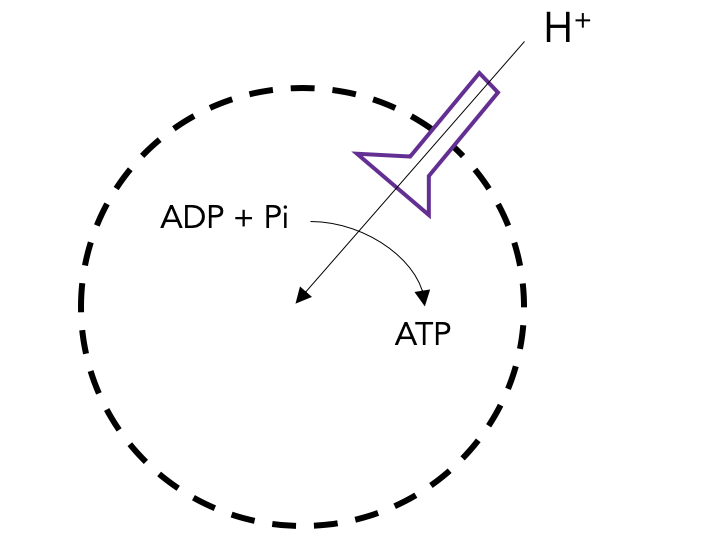 H⁺
ADP + Pi
ATP